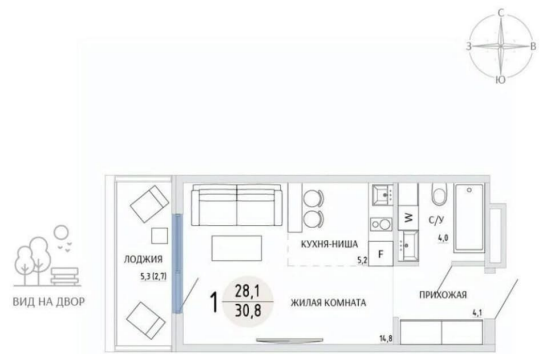 С
З
В
Ю
W
С/У
4,0
КУХНЯ-НИША
5,2
F
ЛОДЖИЯ
5,3 (2,7)
ВИД НА ДВОР
1
28,1
30,8
ЖИЛАЯ КОМНАТА
14,8
ПРИХОЖАЯ
4,1